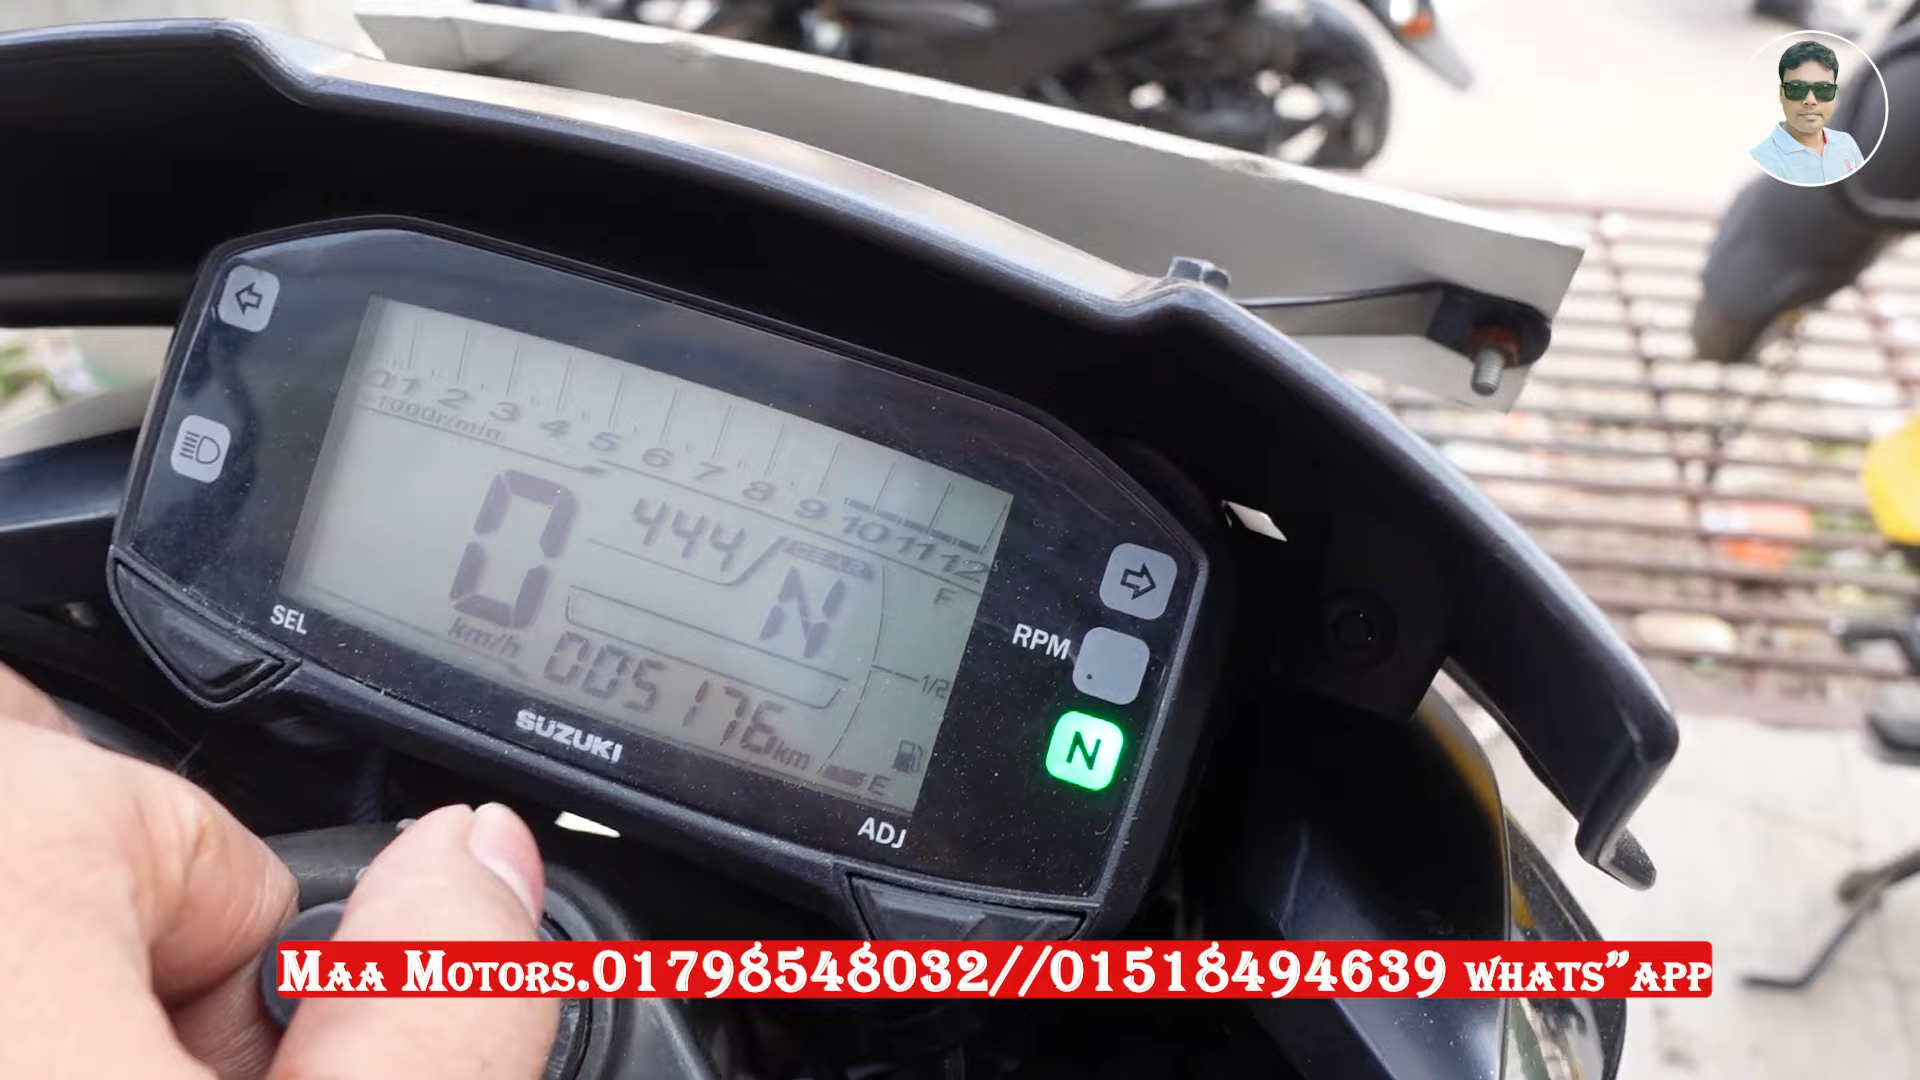 0 1 2 3 4 5 6 7 8 9 10 11 12
1000r/min
444 GEAR
0 N
F
km/h
1/2
005176km
E
SEL
RPM
N
SUZUKI
ADJ
MAA MOTORS.01798548032//01518494639 WHATS"APP